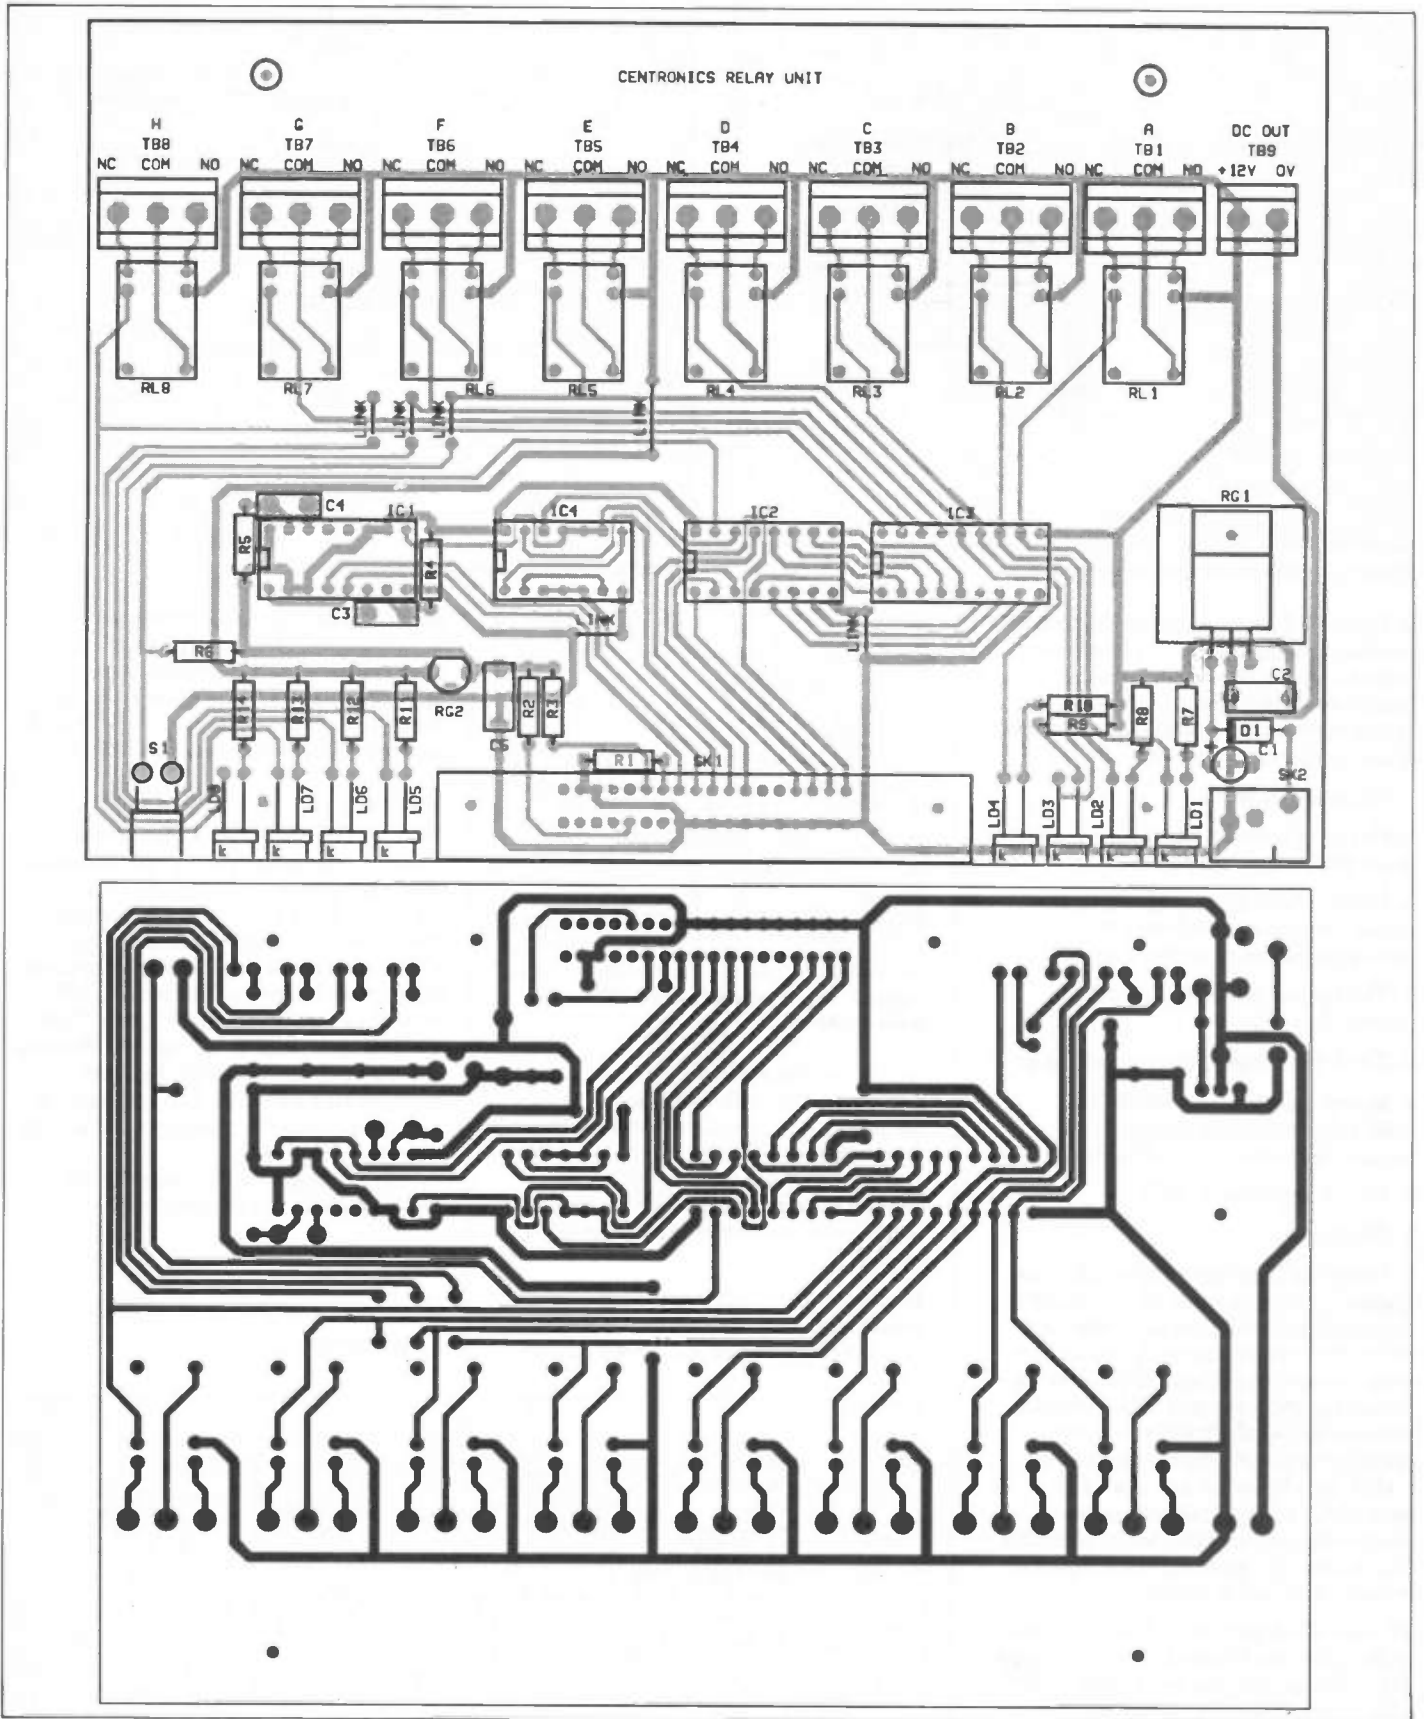 CENTRONICS RELAY UNIT
H G F E D C B A DC OUT
TB8 TB7 TB6 TB5 TB4 TB3 TB2 TB1 TB9
NC COM NO NC COM NO NC COM NO NC COM NO NC COM NO NC COM NO NC COM NO NC COM NO +12V 0V
RL8 RL7 RL6 RL5 RL4 RL3 RL2 RL1
LINK LINK LINK LINK
RG1
C4 IC1 IC4 IC2 IC3
R5 R4
C3 LINK LINK
R6
C2
RG2 R14 R13 R12 R11 R2 R3 R10 R9 R8 R7
D1
S1 C5 R1 SK1 C1 SK2
LD8 LD7 LD6 LD5 LD4 LD3 LD2 LD1
k k k k k k k k